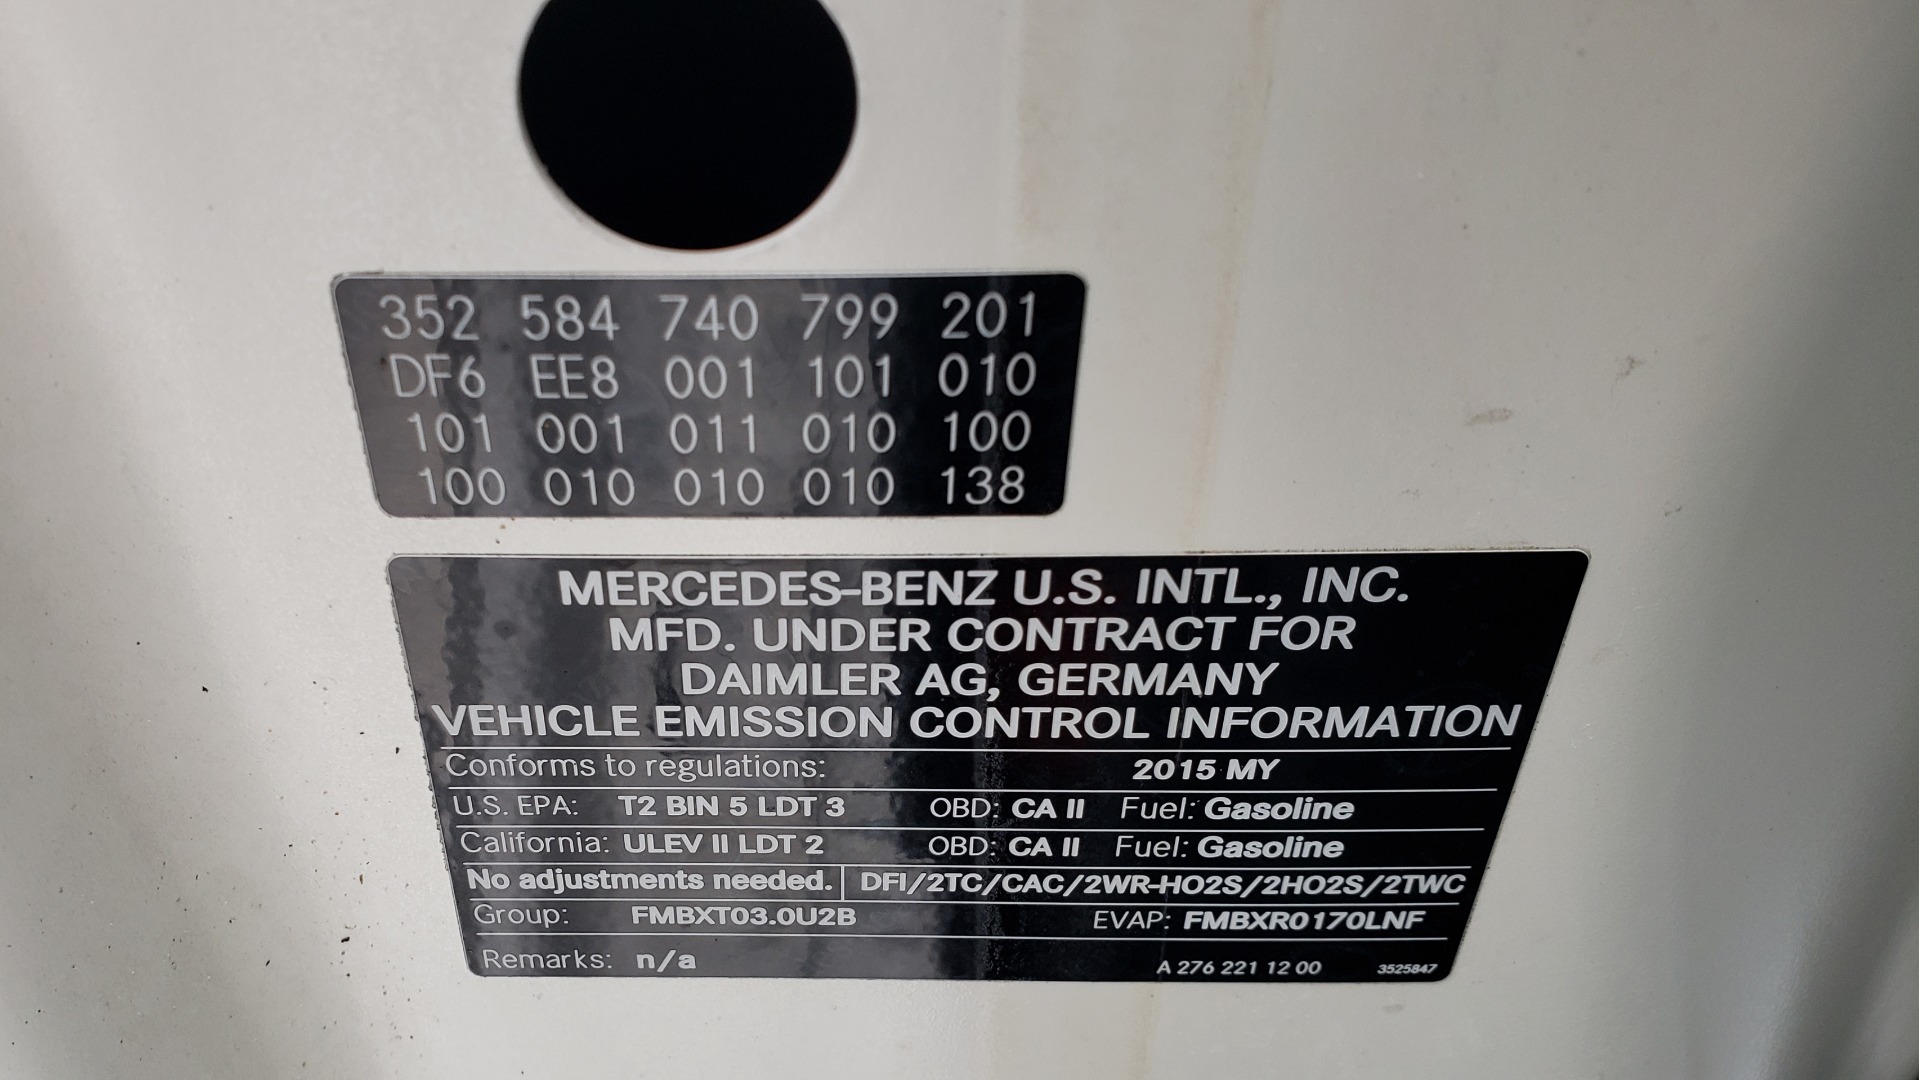 352 584 740 799 201
DF6 EE8 001 101 010
101 001 011 010 100
100 010 010 010 138
MERCEDES-BENZ U.S. INTL., INC.
MFD. UNDER CONTRACT FOR
DAIMLER AG, GERMANY
VEHICLE EMISSION CONTROL INFORMATION
Conforms to regulations: 2015 MY
U.S. EPA: T2 BIN 5 LDT 3 OBD: CA II Fuel: Gasoline
California: ULEV II LDT 2 OBD: CA II Fuel: Gasoline
No adjustments needed. DFI/2TC/CAC/2WR-HO2S/2HO2S/2TWC
Group: FMBXT03.0U2B EVAP: FMBXR0170LNF
Remarks: n/a A 276 221 12 00 3525847